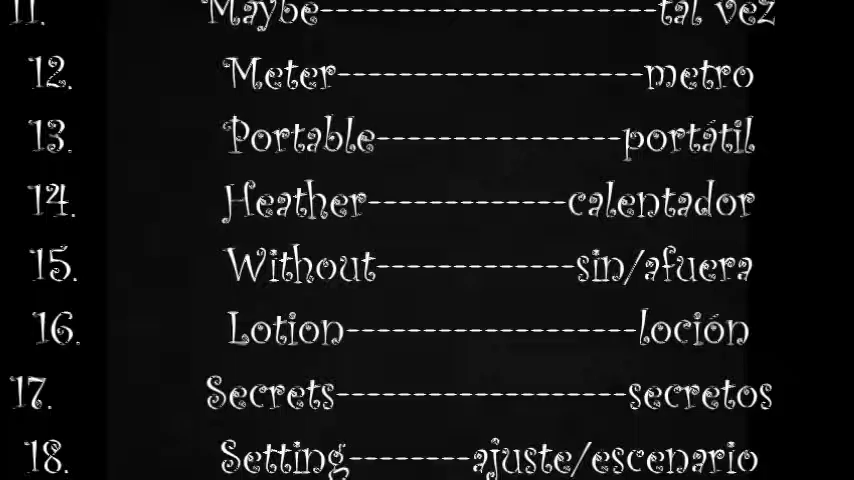 11. Maybe-----------------------tal vez
12. Meter---------------------metro
13. Portable-----------------portátil
14. Heather--------------calentador
15. Without--------------sin/afuera
16. Lotion--------------------loción
17. Secrets--------------------secretos
18. Setting--------ajuste/escenario